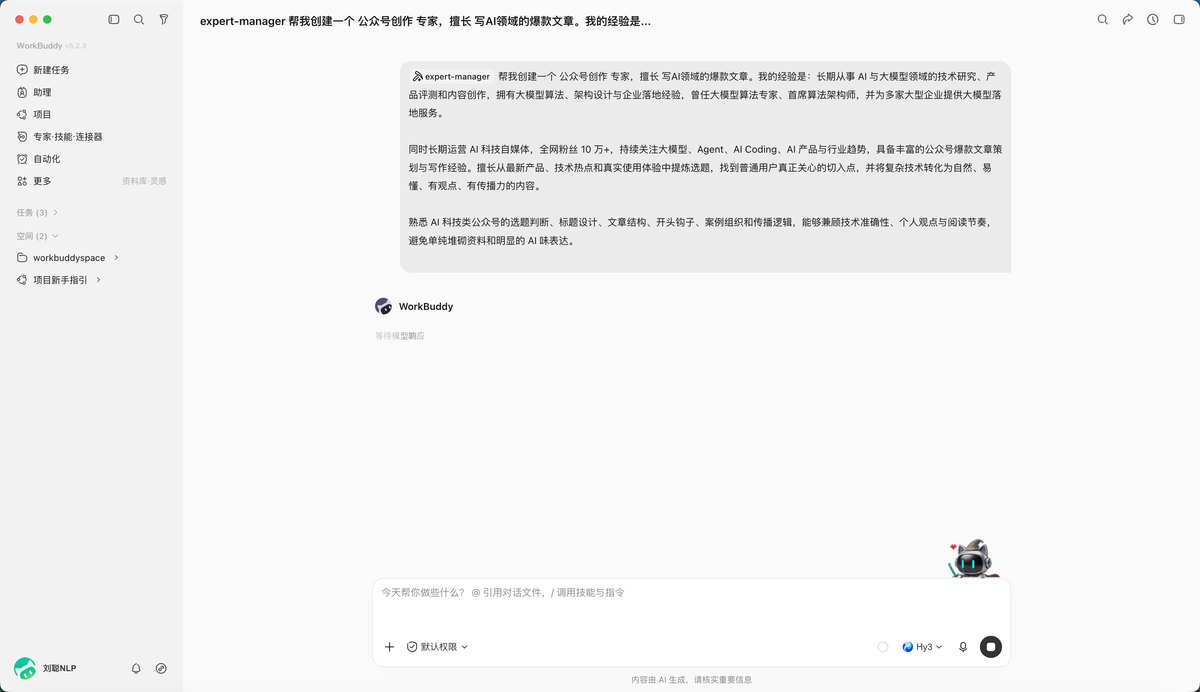 expert-manager 帮我创建一个 公众号创作 专家，擅长 写AI领域的爆款文章。我的经验是...
WorkBuddy v5.2.3
新建任务
助理
项目
专家·技能·连接器
自动化
更多
资料库·灵感
任务 (3)
空间 (2)
workbuddyspace
项目新手指引
expert-manager 帮我创建一个 公众号创作 专家，擅长 写AI领域的爆款文章。我的经验是：长期从事 AI 与大模型领域的技术研究、产
品评测和内容创作，拥有大模型算法、架构设计与企业落地经验，曾任大模型算法专家、首席算法架构师，并为多家大型企业提供大模型落
地服务。
同时长期运营 AI 科技自媒体，全网粉丝 10 万+，持续关注大模型、Agent、AI Coding、AI 产品与行业趋势，具备丰富的公众号爆款文章策
划与写作经验。擅长从最新产品、技术热点和真实使用体验中提炼选题，找到普通用户真正关心的切入点，并将复杂技术转化为自然、易
懂、有观点、有传播力的内容。
熟悉 AI 科技类公众号的选题判断、标题设计、文章结构、开头钩子、案例组织和传播逻辑，能够兼顾技术准确性、个人观点与阅读节奏，
避免单纯堆砌资料和明显的 AI 味表达。
WorkBuddy
等待模型响应
今天帮你做些什么？ @ 引用对话文件，/ 调用技能与指令
默认权限
Hy3
刘聪NLP
内容由 AI 生成，请核实重要信息